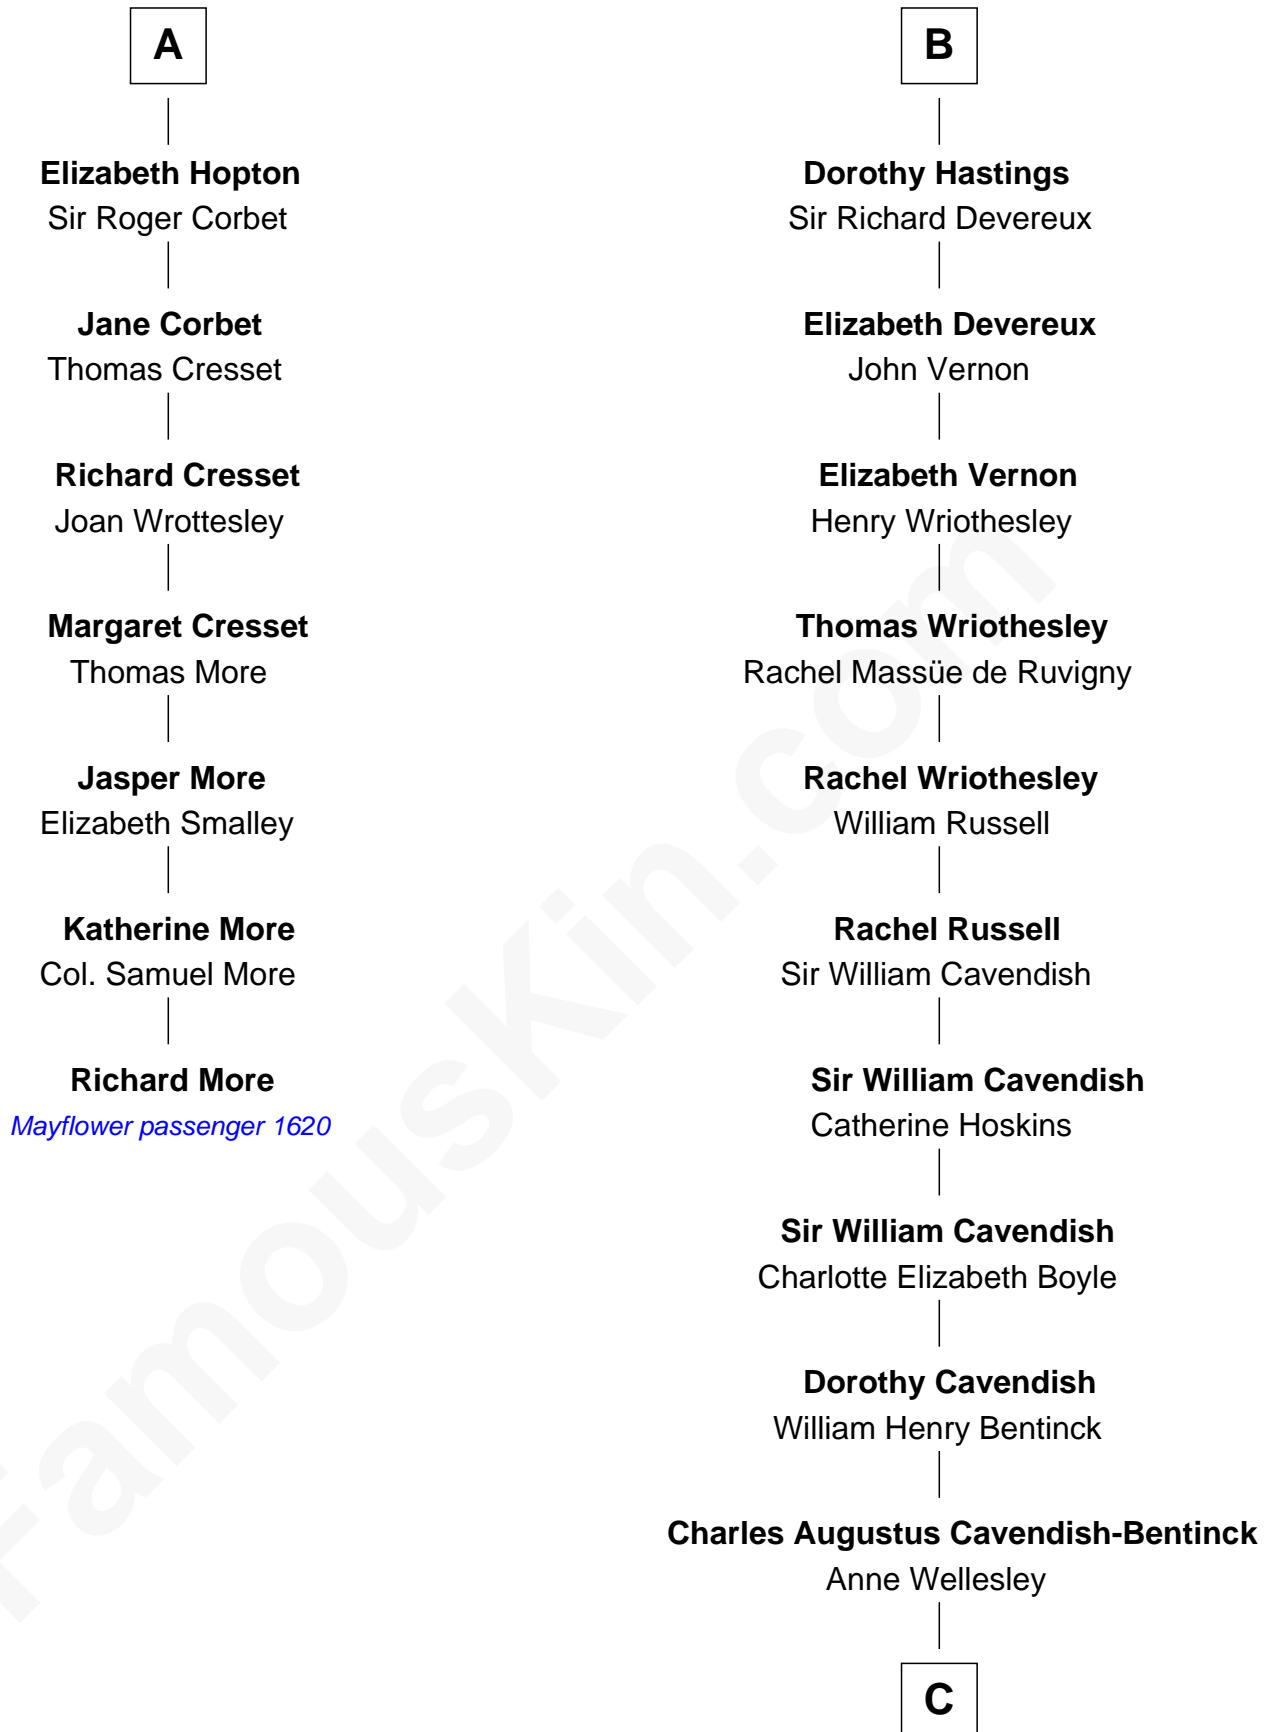 A
Elizabeth Hopton
Sir Roger Corbet
Jane Corbet
Thomas Cresset
Richard Cresset
Joan Wrottesley
Margaret Cresset
Thomas More
Jasper More
Elizabeth Smalley
Katherine More
Col. Samuel More
Richard More
Mayflower passenger 1620
B
Dorothy Hastings
Sir Richard Devereux
Elizabeth Devereux
John Vernon
Elizabeth Vernon
Henry Wriothesley
Thomas Wriothesley
Rachel Massüe de Ruvigny
Rachel Wriothesley
William Russell
Rachel Russell
Sir William Cavendish
Sir William Cavendish
Catherine Hoskins
Sir William Cavendish
Charlotte Elizabeth Boyle
Dorothy Cavendish
William Henry Bentinck
Charles Augustus Cavendish-Bentinck
Anne Wellesley
C
FamousKin.com